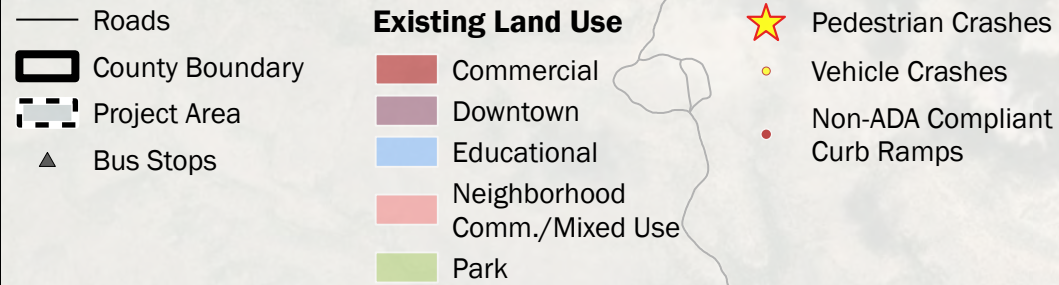 Roads
County Boundary
Project Area
Bus Stops
Existing Land Use
Commercial
Downtown
Educational
Neighborhood
Comm./Mixed Use
Park
Pedestrian Crashes
Vehicle Crashes
Non-ADA Compliant
Curb Ramps